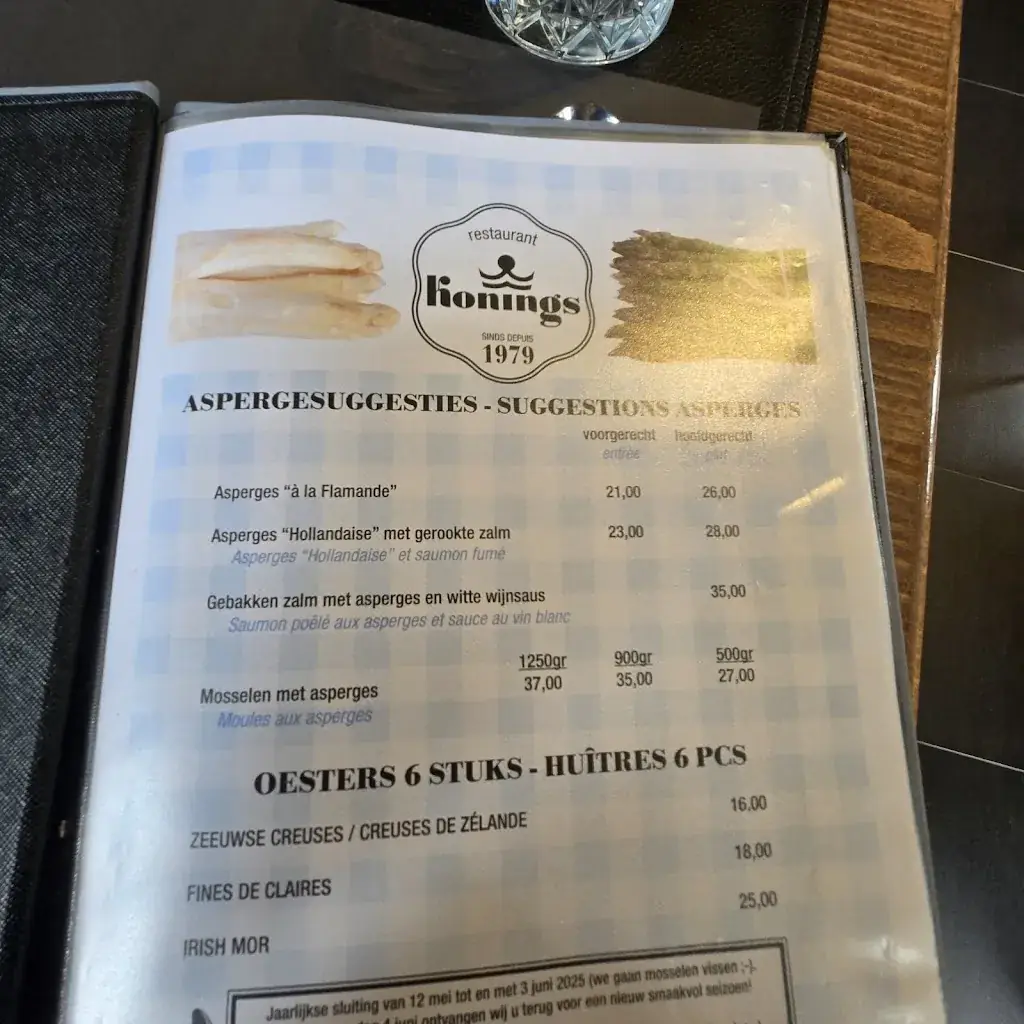 restaurant
Konings
SINDS DEPUIS
1979
ASPERGESUGGESTIES - SUGGESTIONS ASPERGES
voorgerecht hoofdgerecht
entrée plat
Asperges “à la Flamande” 21,00 26,00
Asperges “Hollandaise” met gerookte zalm 23,00 28,00
Asperges “Hollandaise” et saumon fumé
Gebakken zalm met asperges en witte wijnsaus 35,00
Saumon poêlé aux asperges et sauce au vin blanc
1250gr 900gr 500gr
Mosselen met asperges 37,00 35,00 27,00
Moules aux asperges
OESTERS 6 STUKS - HUÎTRES 6 PCS
ZEEUWSE CREUSES / CREUSES DE ZÉLANDE 16,00
FINES DE CLAIRES 18,00
IRISH MOR 25,00
Jaarlijkse sluiting van 12 mei tot en met 3 juni 2025 (we gaan mosselen vissen ;-).
4 juni ontvangen wij u terug voor een nieuw smaakvol seizoen!